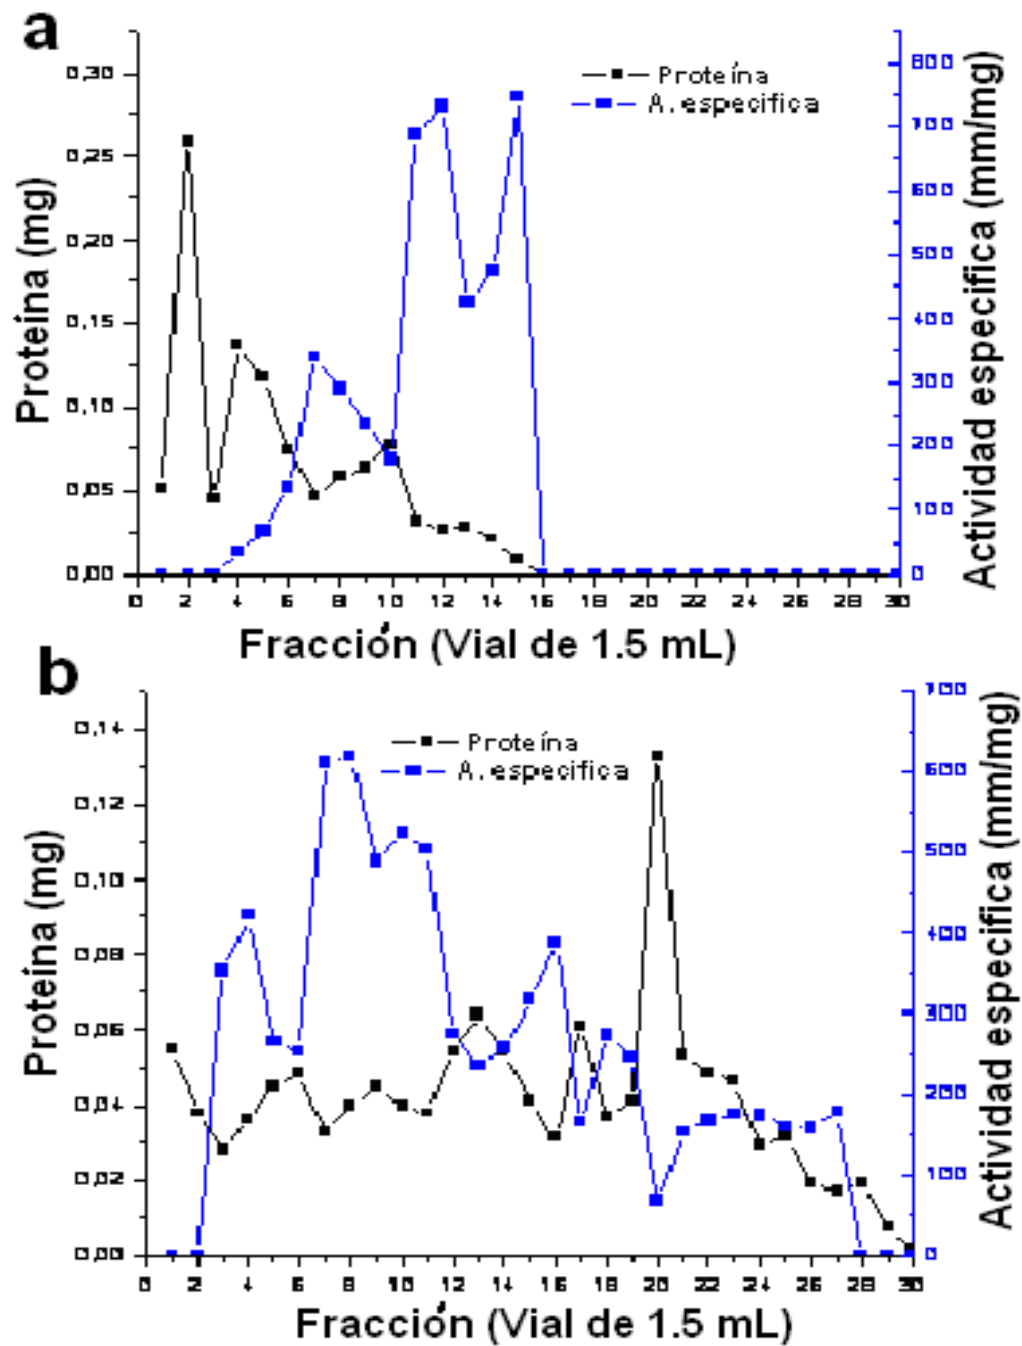 a
Proteína
A. especifica
0,30
0,25
0,20
0,15
0,10
0,05
0,00
Proteína (mg)
800
700
600
500
400
300
200
100
0
Actividad específica (mm/mg)
0 2 4 6 8 10 12 14 16 18 20 22 24 26 28 30
Fracción (Vial de 1.5 mL)
b
Proteína
A. especifica
0,14
0,12
0,10
0,08
0,06
0,04
0,02
0,00
Proteína (mg)
700
600
500
400
300
200
100
0
Actividad específica (mm/mg)
0 2 4 6 8 10 12 14 16 18 20 22 24 26 28 30
Fracción (Vial de 1.5 mL)